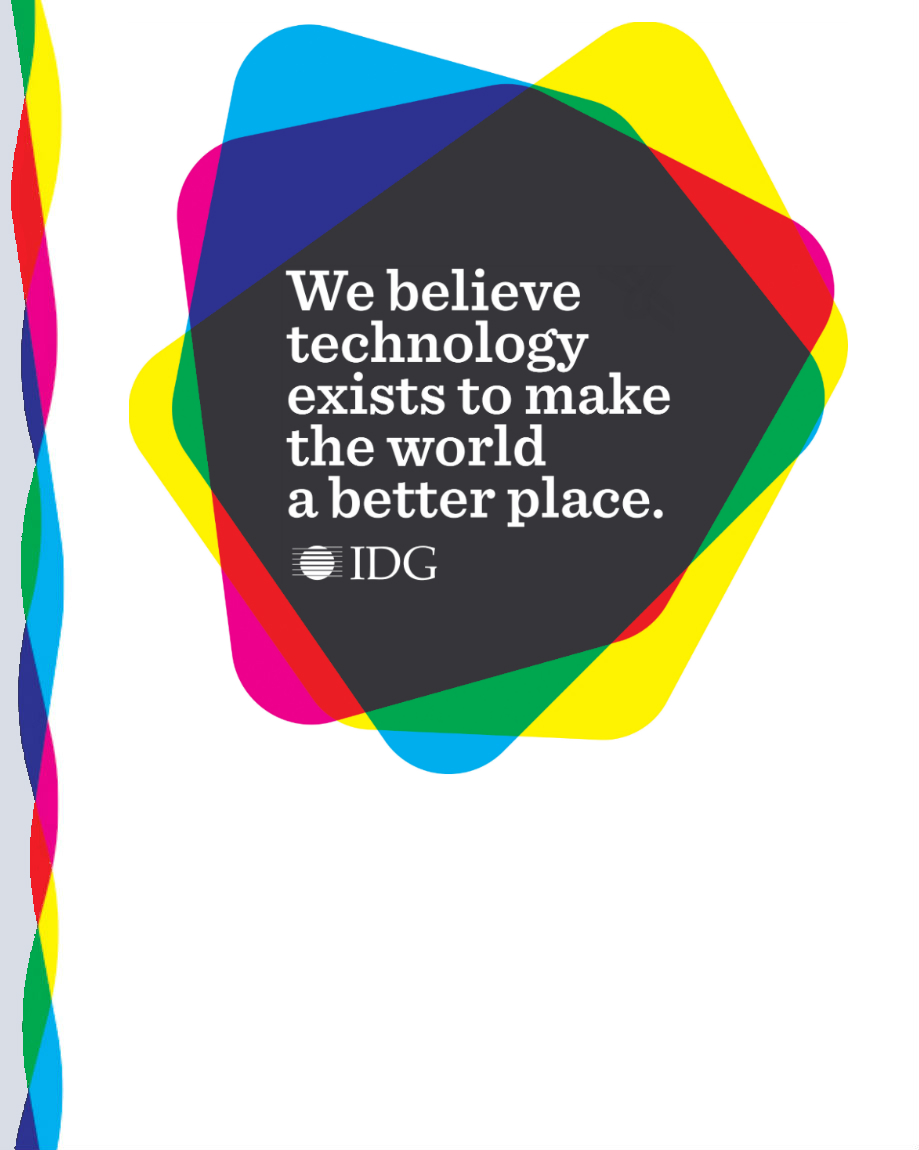 We believe
technology
exists to make
the world
a better place.
IDG